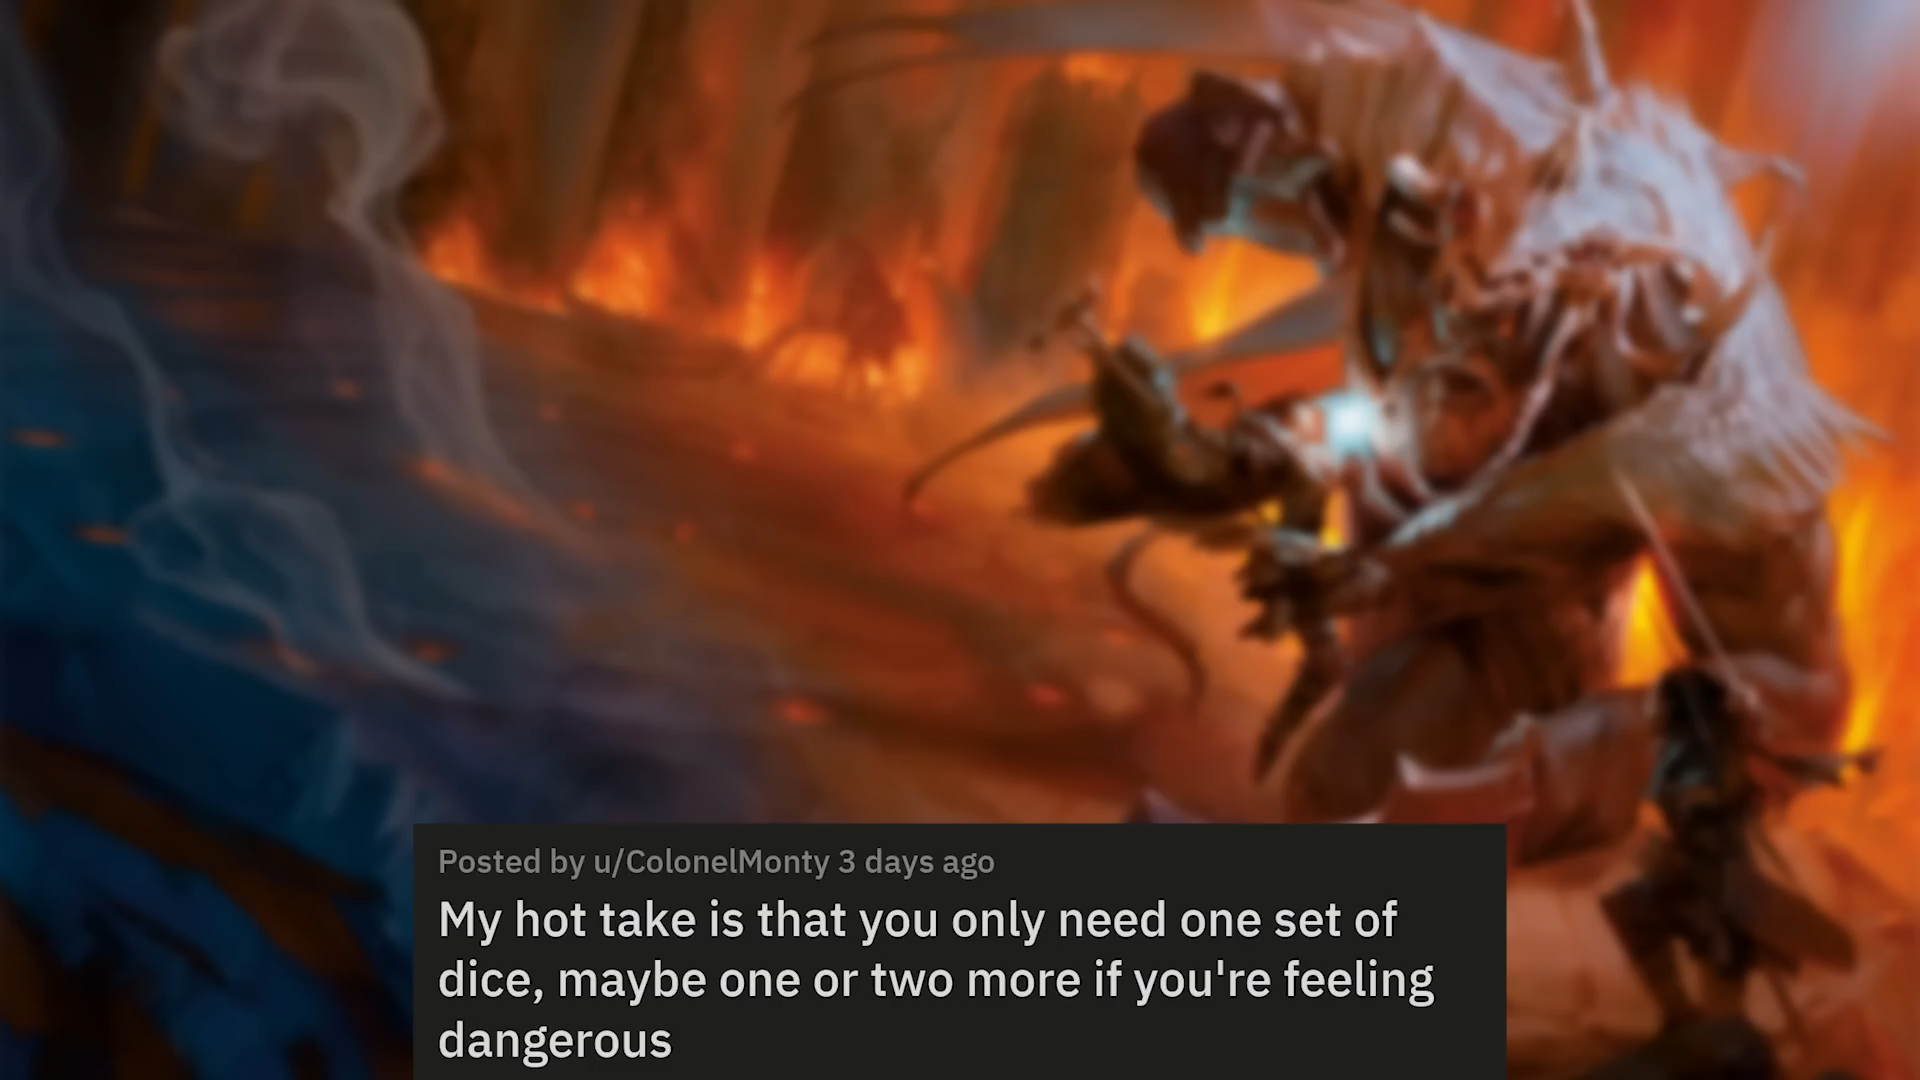 Posted by u/ColonelMonty 3 days ago
My hot take is that you only need one set of
dice, maybe one or two more if you're feeling
dangerous